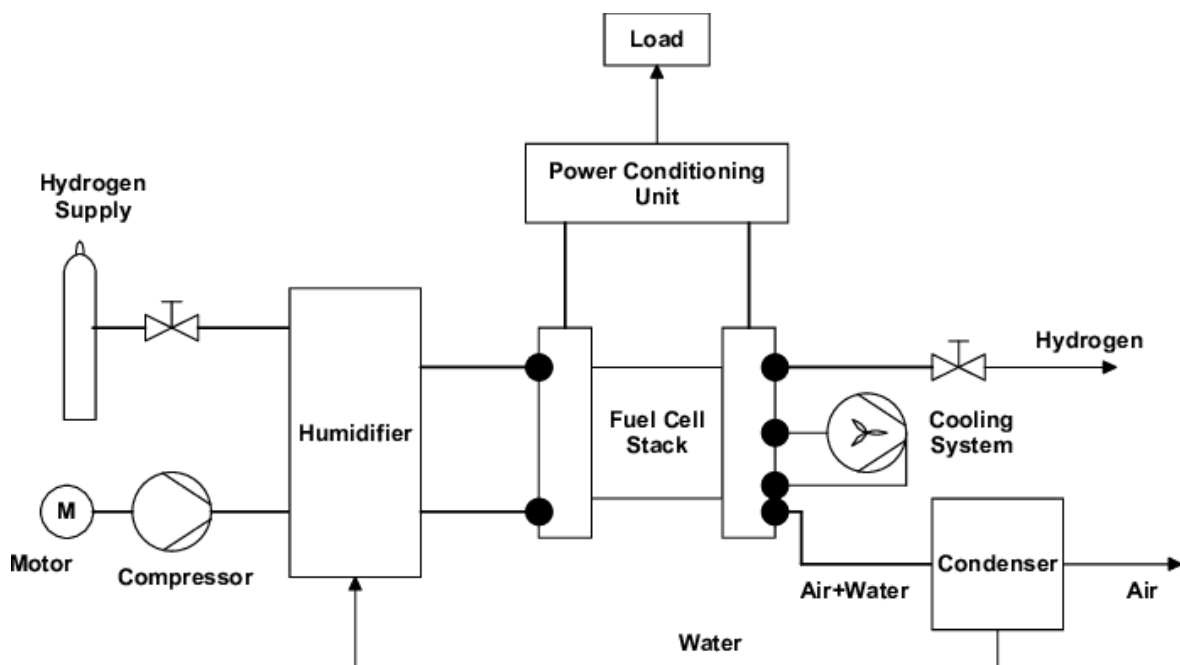 Load
Power Conditioning
Unit
Hydrogen
Supply
Hydrogen
Humidifier
Fuel Cell
Stack
Cooling
System
M
Motor
Compressor
Condenser
Air+Water
Air
Water